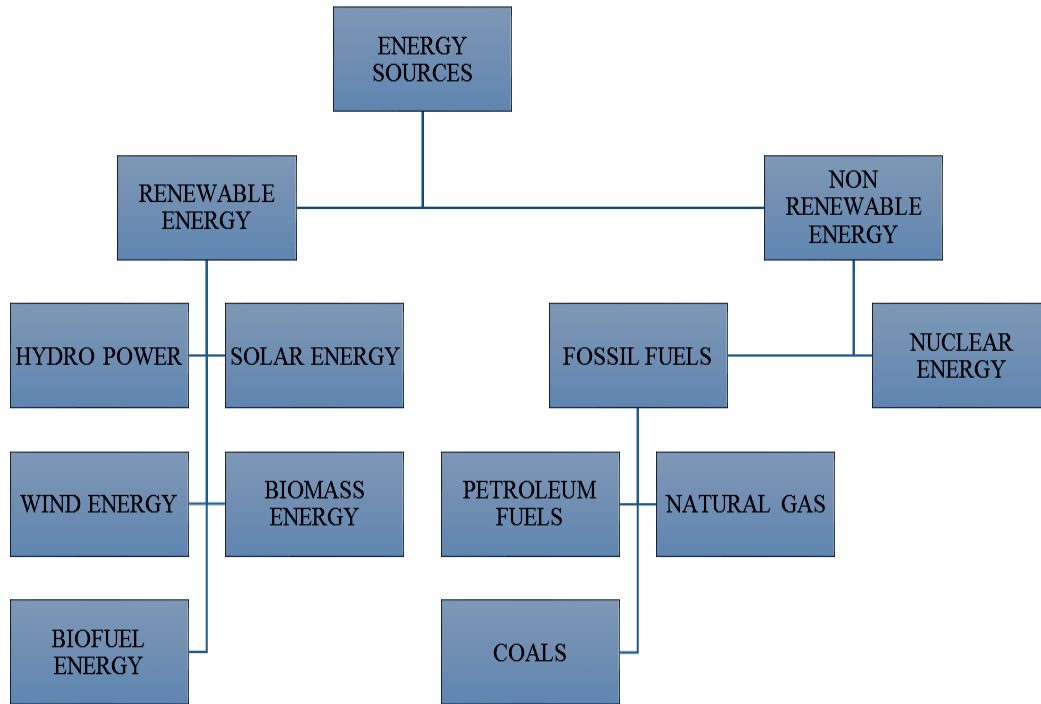 ENERGY
SOURCES
RENEWABLE
ENERGY
NON
RENEWABLE
ENERGY
HYDRO POWER
SOLAR ENERGY
FOSSIL FUELS
NUCLEAR
ENERGY
WIND ENERGY
BIOMASS
ENERGY
PETROLEUM
FUELS
NATURAL GAS
BIOFUEL
ENERGY
COALS